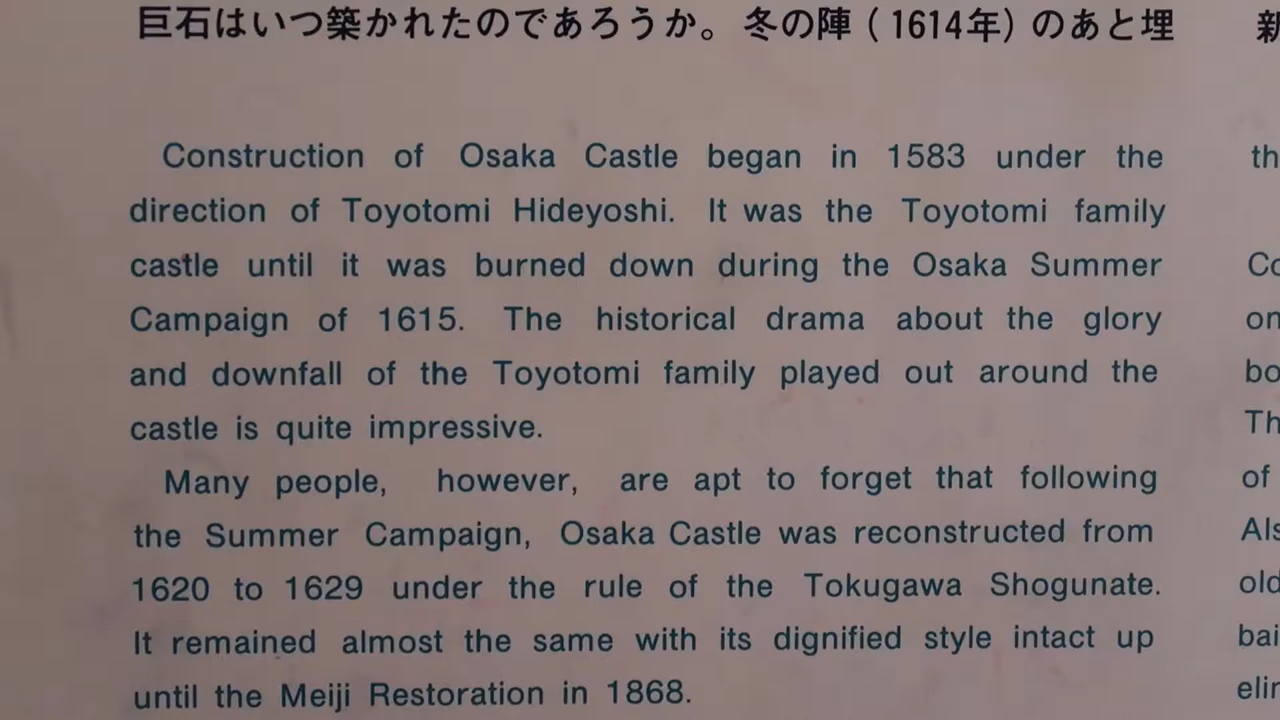 巨石はいつ築かれたのであろうか。冬の陣(1614年)のあと埋
Construction of Osaka Castle began in 1583 under the
direction of Toyotomi Hideyoshi. It was the Toyotomi family
castle until it was burned down during the Osaka Summer
Campaign of 1615. The historical drama about the glory
and downfall of the Toyotomi family played out around the
castle is quite impressive.
Many people, however, are apt to forget that following
the Summer Campaign, Osaka Castle was reconstructed from
1620 to 1629 under the rule of the Tokugawa Shogunate.
It remained almost the same with its dignified style intact up
until the Meiji Restoration in 1868.
of